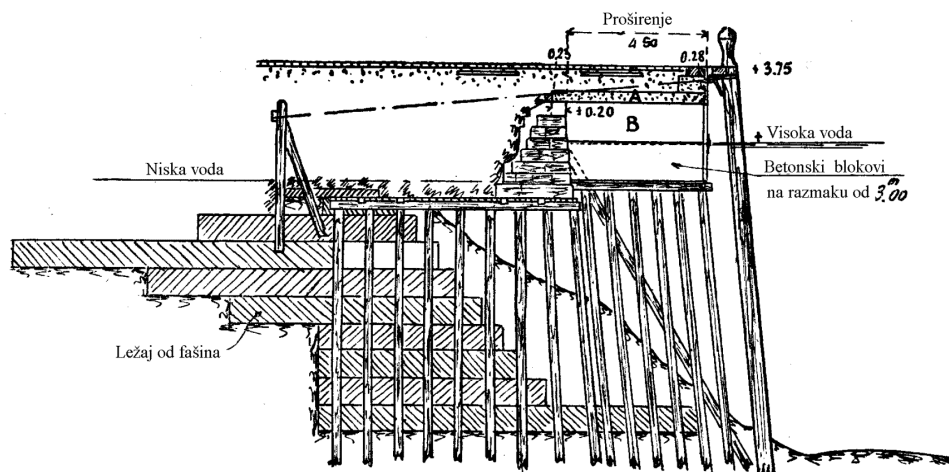 Proširenje
4 50
0.25
0.28
+ 3.75
A
+ 0.20
B
Visoka voda
Niska voda
Betonski blokovi
na razmaku od 3.00 m
Ležaj od fašina